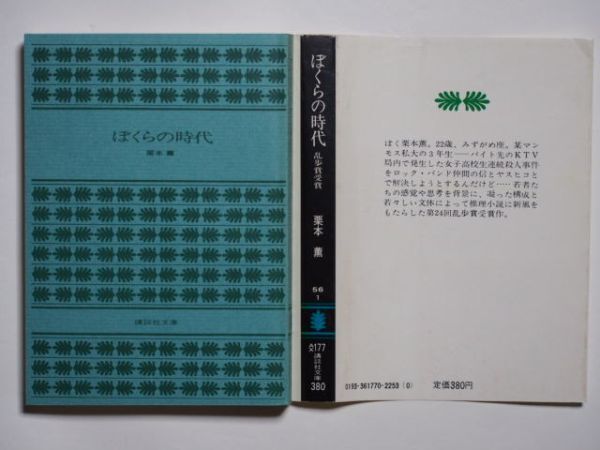 ぼくらの時代
栗本薫
講談社文庫
ぼくらの時代
乱歩賞受賞
栗本 薫
56
1
A177
講談社文庫
380
ぼく栗本薫。22歳、みずがめ座。某マン
モス私大の3年生――バイト先のKTV
局内で発生した女子高校生連続殺人事件
をロック・バンド仲間の信とヤスヒコと
で解決しようとするんだけど……若者た
ちの感覚や思考を背景に、凝った構成と
若々しい文体によって推理小説に新風を
もたらした第24回乱歩賞受賞作。
0193-361770-2253(0)
定価380円